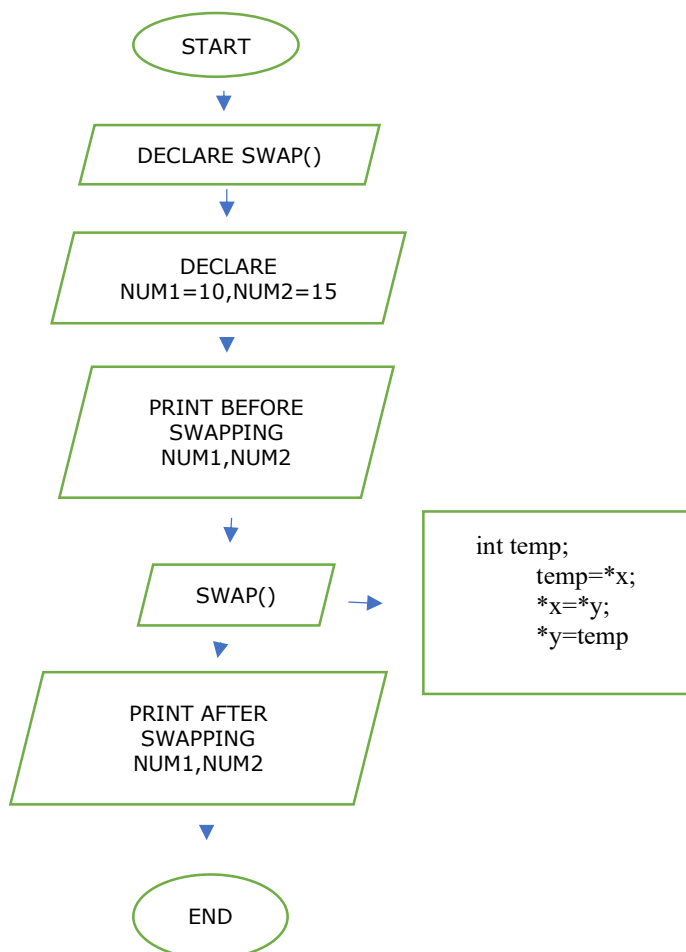 START
DECLARE SWAP()
DECLARE
NUM1=10,NUM2=15
PRINT BEFORE
SWAPPING
NUM1,NUM2
SWAP()
int temp;
temp=*x;
*x=*y;
*y=temp
PRINT AFTER
SWAPPING
NUM1,NUM2
END